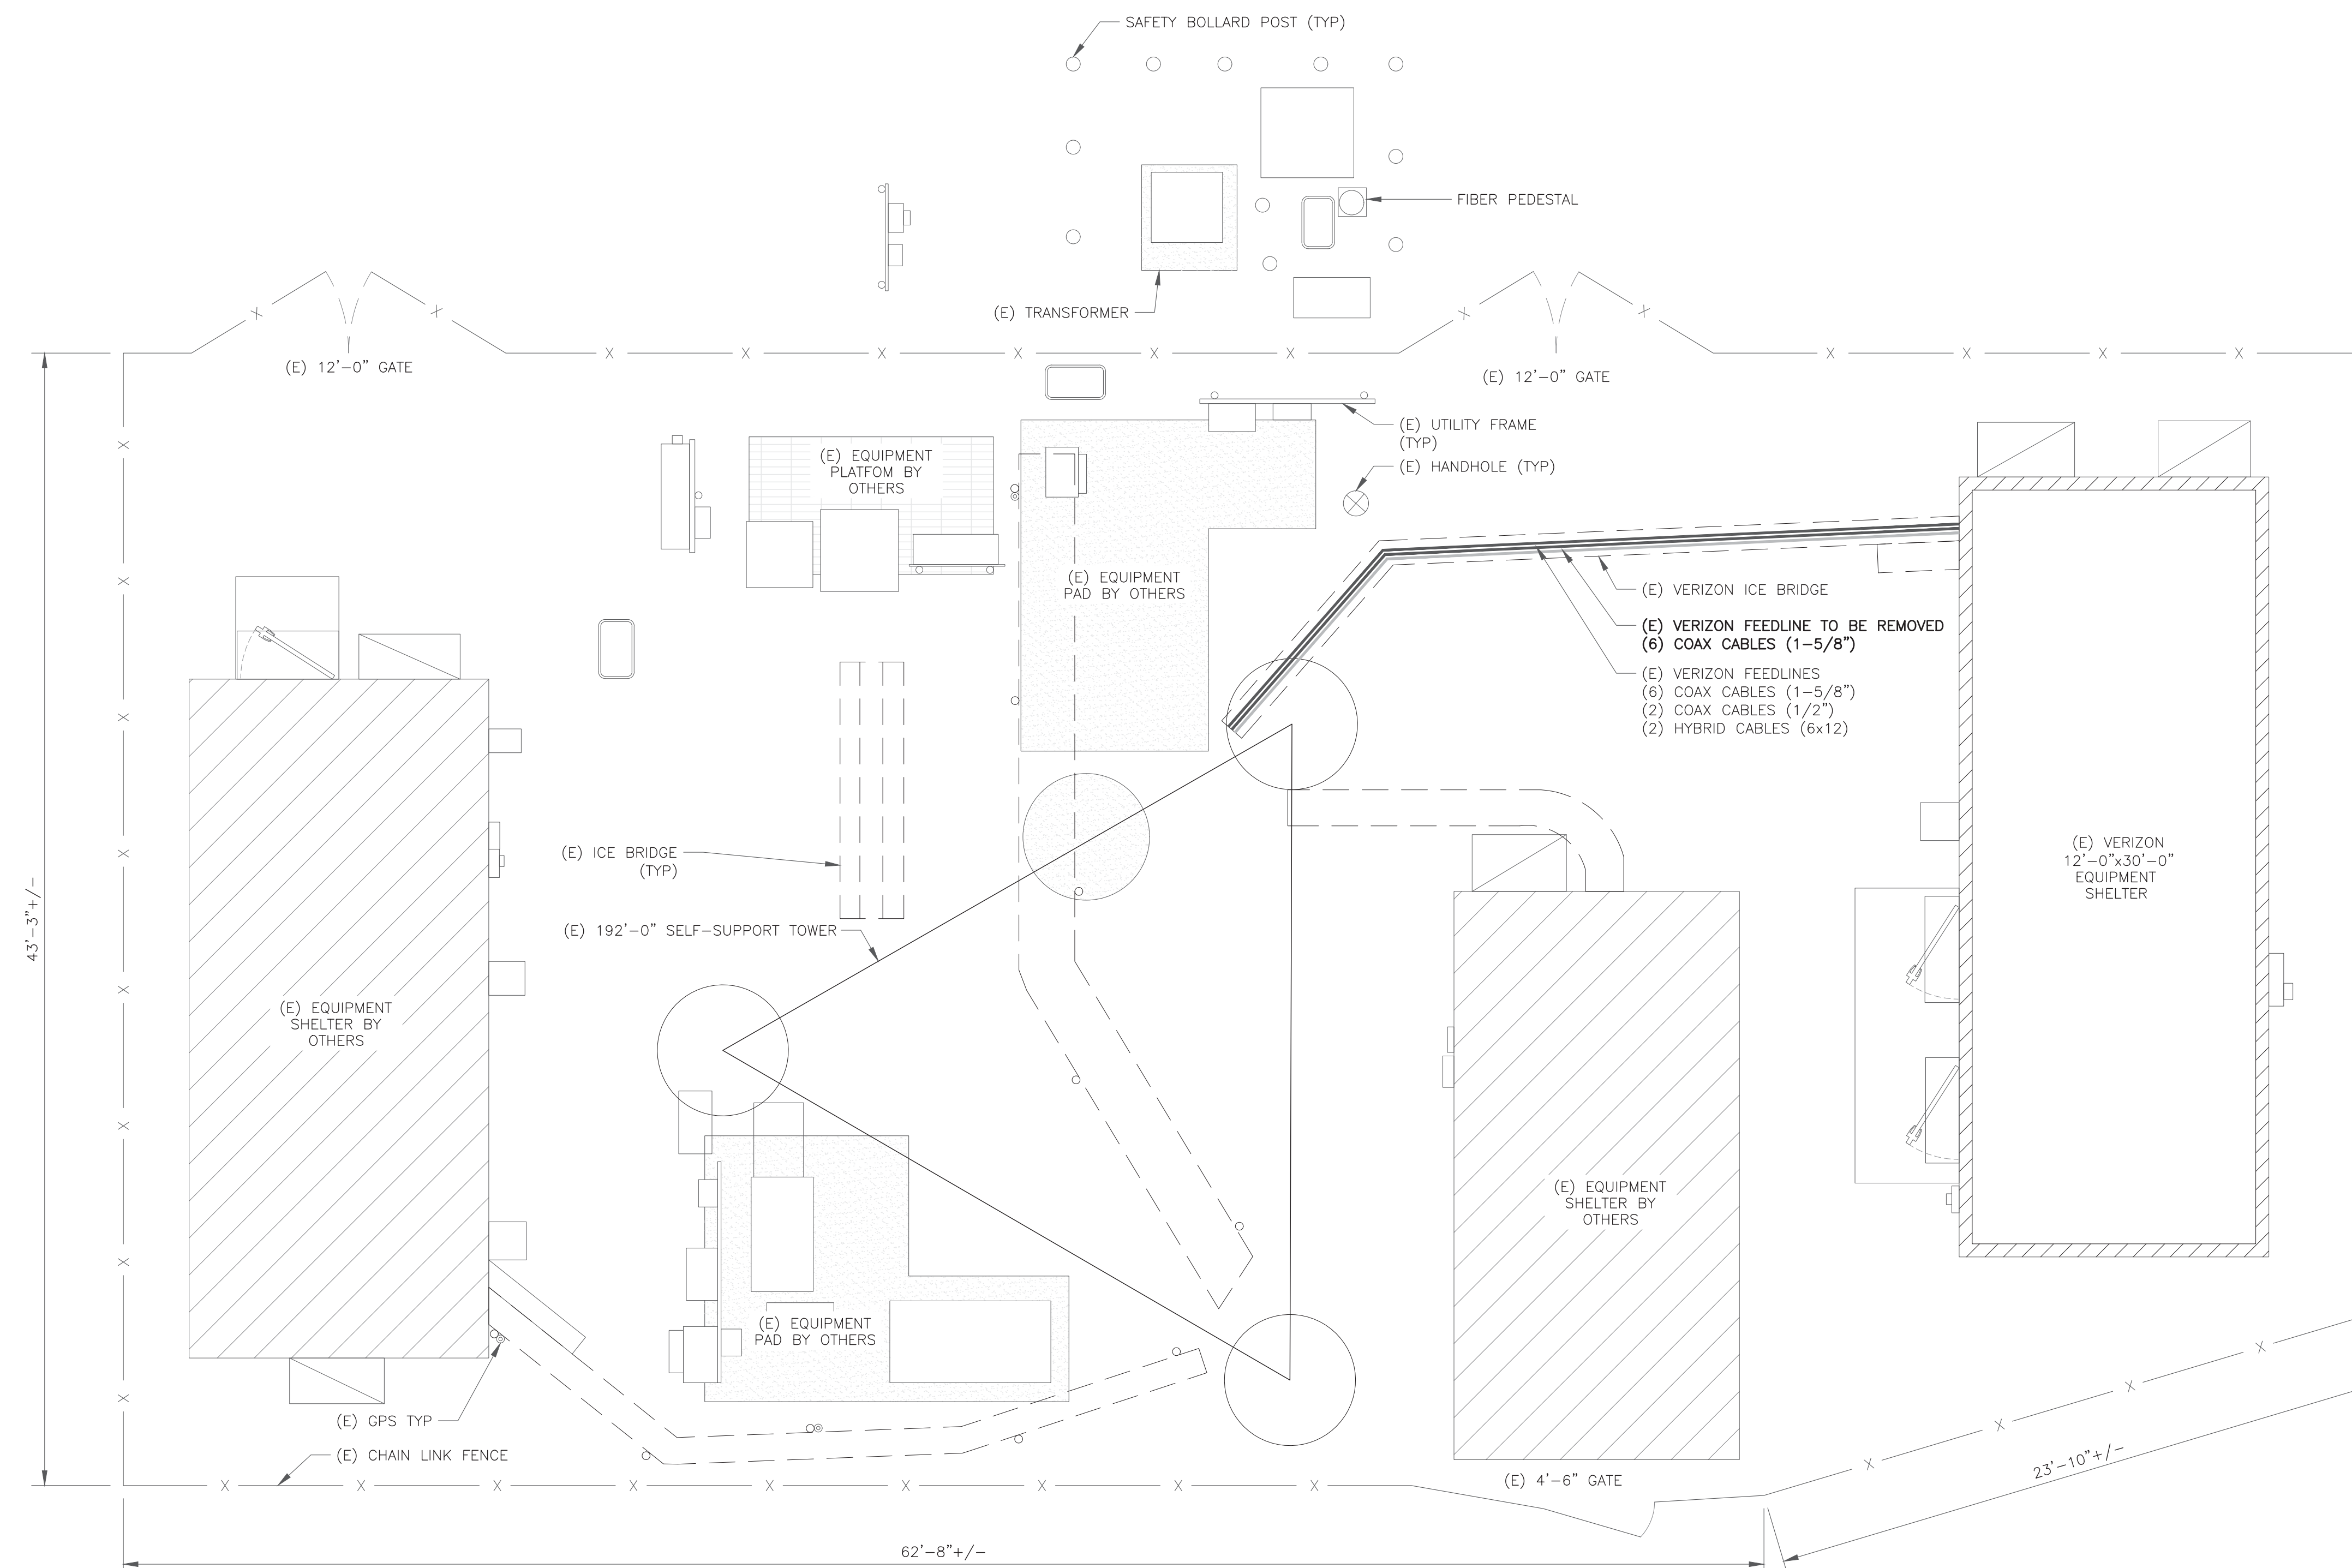 SAFETY BOLLARD POST (TYP)
FIBER PEDESTAL
(E) TRANSFORMER
(E) 12'-0" GATE
(E) 12'-0" GATE
(E) UTILITY FRAME
(TYP)
(E) HANDHOLE (TYP)
(E) EQUIPMENT
PLATFOM BY
OTHERS
(E) EQUIPMENT
PAD BY OTHERS
(E) VERIZON ICE BRIDGE
(E) VERIZON FEEDLINE TO BE REMOVED
(6) COAX CABLES (1-5/8")
(E) VERIZON FEEDLINES
(6) COAX CABLES (1-5/8")
(2) COAX CABLES (1/2")
(2) HYBRID CABLES (6x12)
(E) ICE BRIDGE
(TYP)
(E) VERIZON
12'-0"x30'-0"
EQUIPMENT
SHELTER
43'-3"+/-
(E) 192'-0" SELF-SUPPORT TOWER
(E) EQUIPMENT
SHELTER BY
OTHERS
(E) EQUIPMENT
SHELTER BY
OTHERS
(E) EQUIPMENT
PAD BY OTHERS
(E) GPS TYP
(E) CHAIN LINK FENCE
(E) 4'-6" GATE
23'-10"+/-
62'-8"+/-